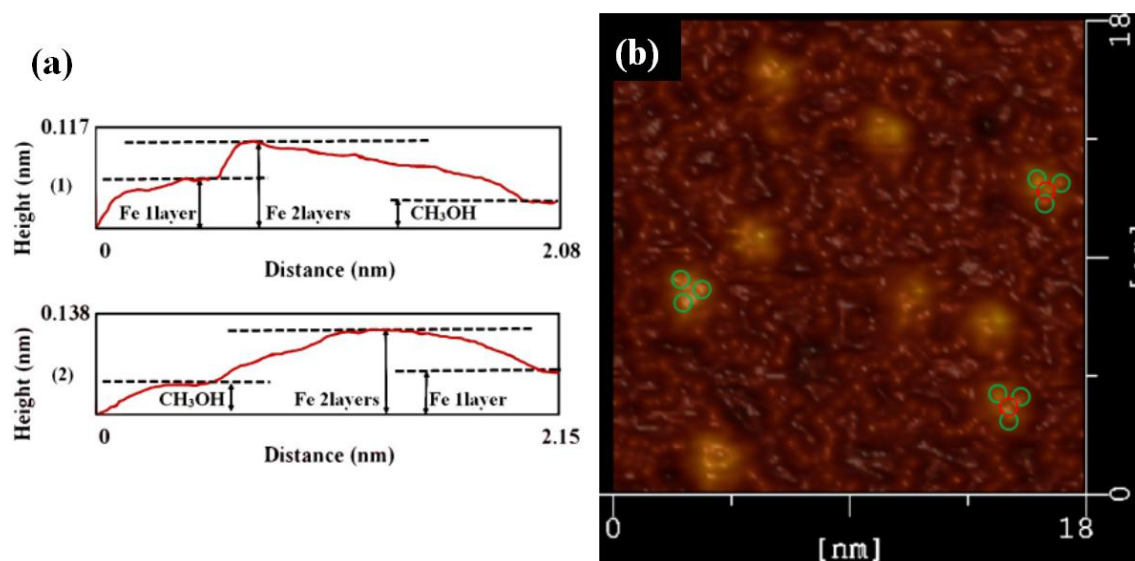 (a)
Height (nm)
0.117
(1)
Fe 1layer
Fe 2layers
CH₃OH
0
2.08
Distance (nm)
Height (nm)
0.138
(2)
CH₃OH
Fe 2layers
Fe 1layer
0
2.15
Distance (nm)
(b)
18
0
0
18
[nm]